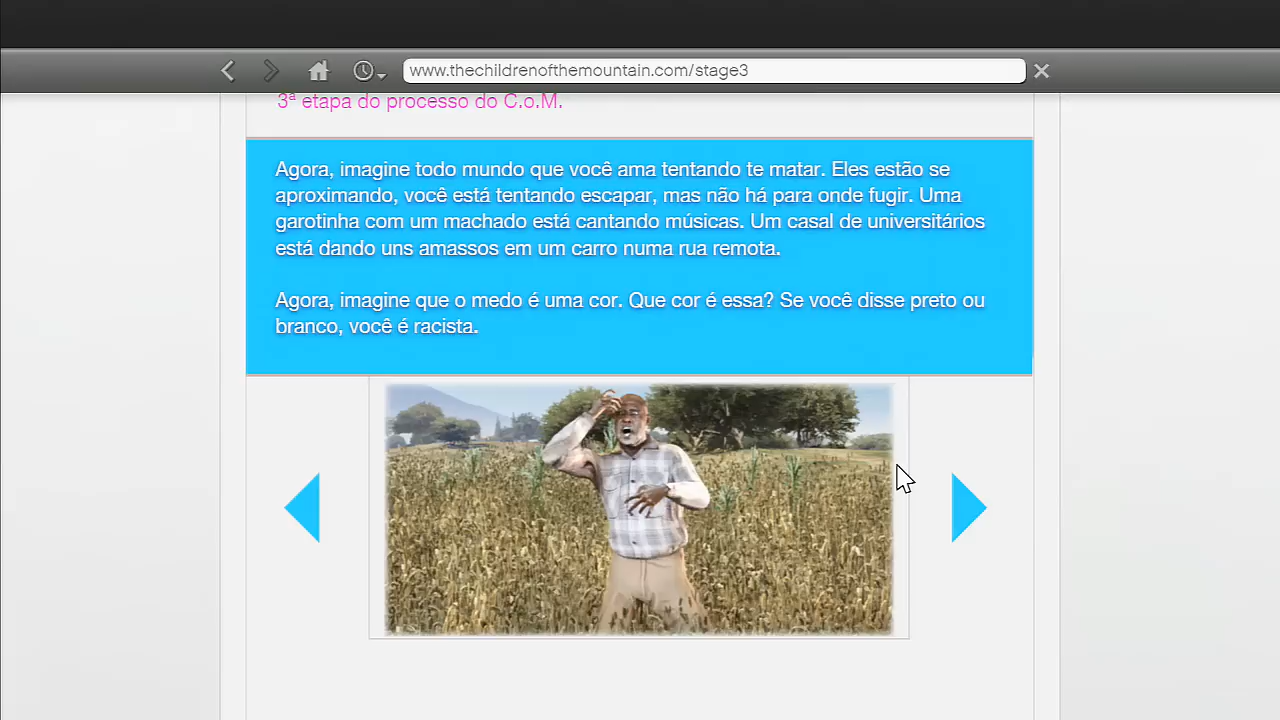 www.thechildrenofthemountain.com/stage3
3ª etapa do processo do C.o.M.
Agora, imagine todo mundo que você ama tentando te matar. Eles estão se
aproximando, você está tentando escapar, mas não há para onde fugir. Uma
garotinha com um machado está cantando músicas. Um casal de universitários
está dando uns amassos em um carro numa rua remota.
Agora, imagine que o medo é uma cor. Que cor é essa? Se você disse preto ou
branco, você é racista.